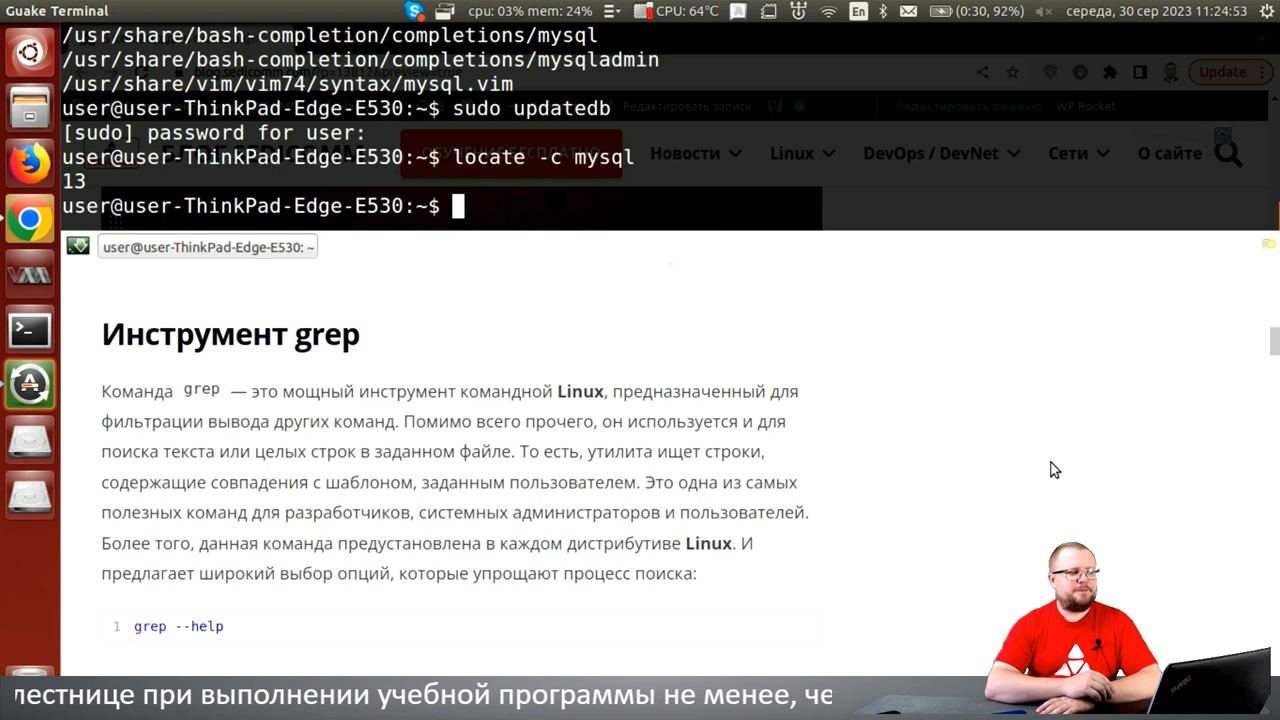 Guake Terminal
cpu: 03% mem: 24%
CPU: 64°C
A
En
(0:30, 92%)
середа, 30 сер 2023 11:24:53
/usr/share/bash-completion/completions/mysql
/usr/share/bash-completion/completions/mysqladmin
/usr/share/vim/vim74/syntax/mysql.vim
Update
user@user-ThinkPad-Edge-E530:~$ sudo updatedb
Редактировать запись
Редактировать вживую
WP Rocket
[sudo] password for user:
user@user-ThinkPad-Edge-E530:~$ locate -c mysql
Новости
Linux
DevOps / DevNet
Сети
О сайте
13
user@user-ThinkPad-Edge-E530:~$
user@user-ThinkPad-Edge-E530: ~
Инструмент grep
Команда grep — это мощный инструмент командной Linux, предназначенный для
фильтрации вывода других команд. Помимо всего прочего, он используется и для
поиска текста или целых строк в заданном файле. То есть, утилита ищет строки,
содержащие совпадения с шаблоном, заданным пользователем. Это одна из самых
полезных команд для разработчиков, системных администраторов и пользователей.
Более того, данная команда предустановлена в каждом дистрибутиве Linux. И
предлагает широкий выбор опций, которые упрощают процесс поиска:
1 grep --help
лестнице при выполнении учебной программы не менее, че